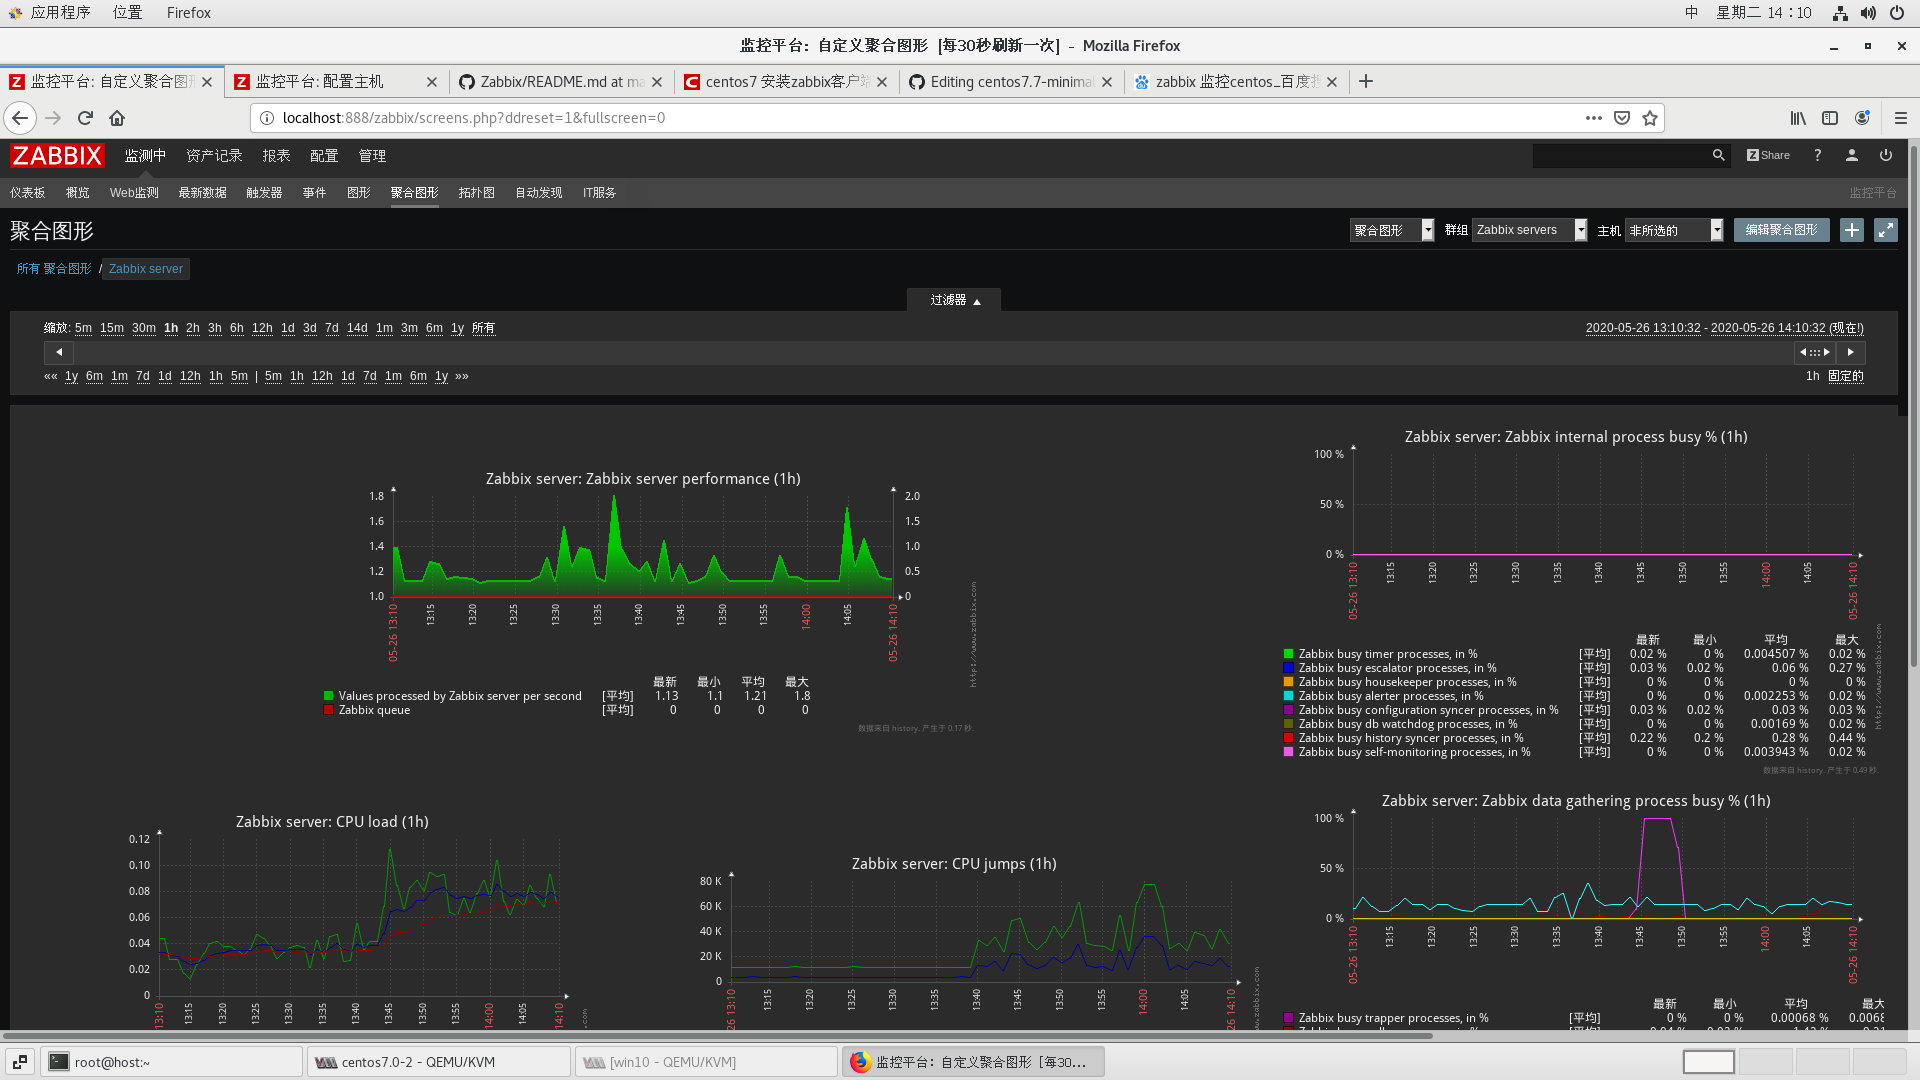 应用程序 位置 Firefox 中 星期二 14：10
监控平台: 自定义聚合图形 [每30秒刷新一次] - Mozilla Firefox
监控平台: 自定义聚合图形
监控平台: 配置主机
Zabbix/README.md at ma
centos7 安装zabbix客户端
Editing centos7.7-minimal
zabbix 监控centos_百度搜
localhost:888/zabbix/screens.php?ddreset=1&fullscreen=0
ZABBIX 监测中 资产记录 报表 配置 管理 Z Share ?
仪表板 概览 Web监测 最新数据 触发器 事件 图形 聚合图形 拓扑图 自动发现 IT服务 监控平台
聚合图形 聚合图形 群组 Zabbix servers 主机 非所选的 编辑聚合图形
所有 聚合图形 / Zabbix server
过滤器
缩放: 5m 15m 30m 1h 2h 3h 6h 12h 1d 3d 7d 14d 1m 3m 6m 1y 所有 2020-05-26 13:10:32 - 2020-05-26 14:10:32 (现在!)
«« 1y 6m 1m 7d 1d 12h 1h 5m | 5m 1h 12h 1d 7d 1m 6m 1y »» 1h 固定的
Zabbix server: Zabbix server performance (1h)
1.8 2.0
1.6 1.5
1.4 1.0
1.2 0.5
1.0 0
05-26 13:10 13:15 13:20 13:25 13:30 13:35 13:40 13:45 13:50 13:55 14:00 14:05 05-26 14:10
http://www.zabbix.com
最新 最小 平均 最大
Values processed by Zabbix server per second [平均] 1.13 1.1 1.21 1.8
Zabbix queue [平均] 0 0 0 0
数据来自 history. 产生于 0.17 秒.
Zabbix server: Zabbix internal process busy % (1h)
100 %
50 %
0 %
05-26 13:10 13:15 13:20 13:25 13:30 13:35 13:40 13:45 13:50 13:55 14:00 14:05 05-26 14:10
http://www.zabbix.com
最新 最小 平均 最大
Zabbix busy timer processes, in % [平均] 0.02 % 0 % 0.004507 % 0.02 %
Zabbix busy escalator processes, in % [平均] 0.03 % 0.02 % 0.06 % 0.27 %
Zabbix busy housekeeper processes, in % [平均] 0 % 0 % 0 % 0 %
Zabbix busy alerter processes, in % [平均] 0 % 0 % 0.002253 % 0.02 %
Zabbix busy configuration syncer processes, in % [平均] 0.03 % 0.02 % 0.03 % 0.03 %
Zabbix busy db watchdog processes, in % [平均] 0 % 0 % 0.00169 % 0.02 %
Zabbix busy history syncer processes, in % [平均] 0.22 % 0.2 % 0.28 % 0.44 %
Zabbix busy self-monitoring processes, in % [平均] 0 % 0 % 0.003943 % 0.02 %
数据来自 history. 产生于 0.49 秒.
Zabbix server: CPU load (1h)
0.12
0.10
0.08
0.06
0.04
0.02
0
13:10 13:15 13:20 13:25 13:30 13:35 13:40 13:45 13:50 13:55 14:00 14:05 14:10
.com
Zabbix server: CPU jumps (1h)
80 K
60 K
40 K
20 K
0
26 13:10 13:15 13:20 13:25 13:30 13:35 13:40 13:45 13:50 13:55 14:00 14:05 26 14:10
w.zabbix.com
Zabbix server: Zabbix data gathering process busy % (1h)
100 %
50 %
0 %
05-26 13:10 13:15 13:20 13:25 13:30 13:35 13:40 13:45 13:50 13:55 14:00 14:05 05-26 14:10
最新 最小 平均 最大
Zabbix busy trapper processes, in % [平均] 0 % 0 % 0.00068 % 0.0068
root@host:~
centos7.0-2 - QEMU/KVM
[win10 - QEMU/KVM]
监控平台: 自定义聚合图形 [每30...